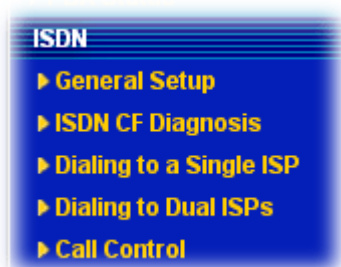 ISDN
General Setup
ISDN CF Diagnosis
Dialing to a Single ISP
Dialing to Dual ISPs
Call Control